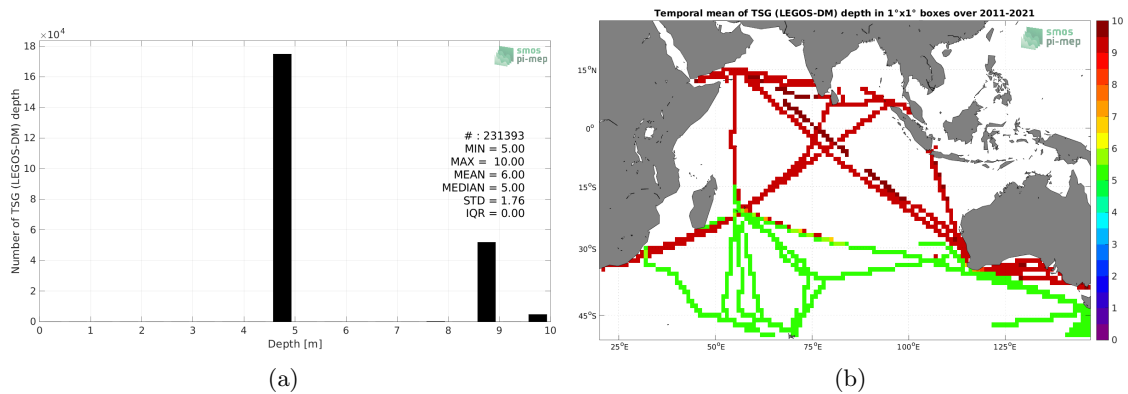 ×10⁴
18
16
14
12
10
8
6
4
2
0
Number of TSG (LEGOS-DM) depth
smos
pi-mep
# : 231393
MIN = 5.00
MAX = 10.00
MEAN = 6.00
MEDIAN = 5.00
STD = 1.76
IQR = 0.00
0 1 2 3 4 5 6 7 8 9 10
Depth [m]
(a)
Temporal mean of TSG (LEGOS-DM) depth in 1°x1° boxes over 2011-2021
smos
pi-mep
15°N
0°
15°S
30°S
45°S
25°E 50°E 75°E 100°E 125°E
10
9
8
7
6
5
4
3
2
1
0
(b)